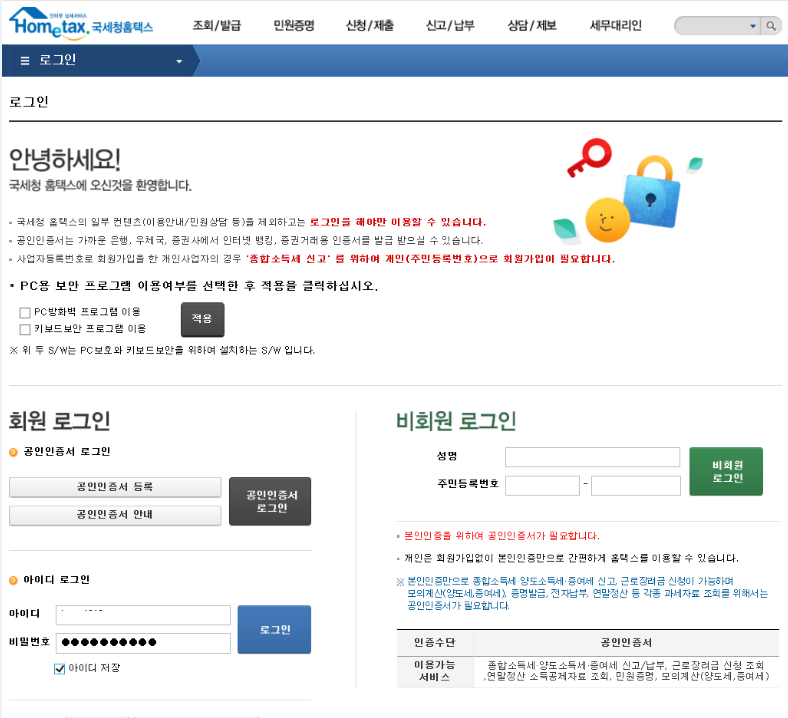 인터넷 납세서비스
Hometax. 국세청홈택스
조회/발급 민원증명 신청/제출 신고/납부 상담/제보 세무대리인
로그인
로그인
안녕하세요!
국세청 홈택스에 오신것을 환영합니다.
국세청 홈택스의 일부 컨텐츠(이용안내/민원상담 등)를 제외하고는 로그인을 해야만 이용할 수 있습니다.
공인인증서는 가까운 은행, 우체국, 증권사에서 인터넷 뱅킹, 증권거래용 인증서를 발급 받으실 수 있습니다.
사업자등록번호로 회원가입을 한 개인사업자의 경우 '종합소득세 신고' 를 위하여 개인(주민등록번호)으로 회원가입이 필요합니다.
* PC용 보안 프로그램 이용여부를 선택한 후 적용을 클릭하십시오.
PC방화벽 프로그램 이용
키보드보안 프로그램 이용
적용
※ 위 두 S/W는 PC보호와 키보드보안을 위하여 설치하는 S/W 입니다.
회원 로그인
공인인증서 로그인
공인인증서 등록
공인인증서 안내
공인인증서
로그인
아이디 로그인
아이디
비밀번호 ●●●●●●●●●●
로그인
아이디 저장
비회원 로그인
성명
주민등록번호 -
비회원
로그인
본인인증을 위하여 공인인증서가 필요합니다.
개인은 회원가입없이 본인인증만으로 간편하게 홈택스를 이용할 수 있습니다.
※ 본인인증만으로 종합소득세·양도소득세·증여세 신고, 근로장려금 신청이 가능하며
모의계산(양도세,증여세), 증명발급, 전자납부, 연말정산 등 각종 과세자료 조회를 위해서는
공인인증서가 필요합니다.
인증수단 공인인증서
이용가능
서비스
종합소득세·양도소득세·증여세 신고/납부, 근로장려금 신청 조회
,연말정산 소득공제자료 조회, 민원증명, 모의계산(양도세,증여세)